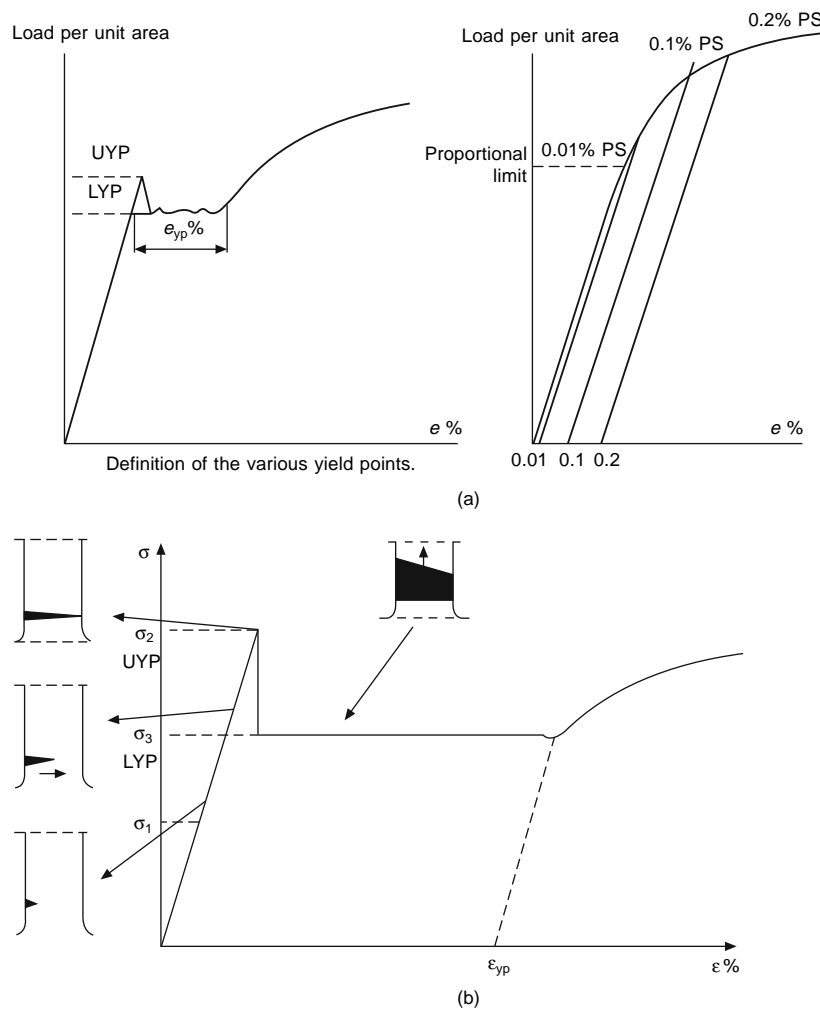 Load per unit area
UYP
LYP
e_yp%
e %
Definition of the various yield points.
Load per unit area
0.2% PS
0.1% PS
0.01% PS
Proportional
limit
e %
0.01 0.1 0.2
(a)
σ
σ₂
UYP
σ₃
LYP
σ₁
ε_yp
ε%
(b)